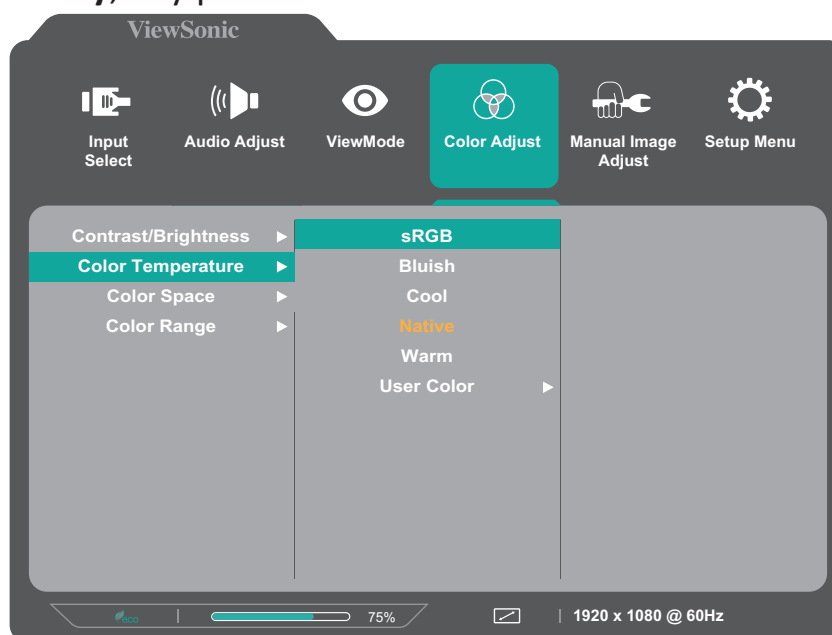 ViewSonic
Input Select
Audio Adjust
ViewMode
Color Adjust
Manual Image Adjust
Setup Menu
Contrast/Brightness
sRGB
Color Temperature
Bluish
Color Space
Cool
Color Range
Native
Warm
User Color
eco
75%
1920 x 1080 @ 60Hz